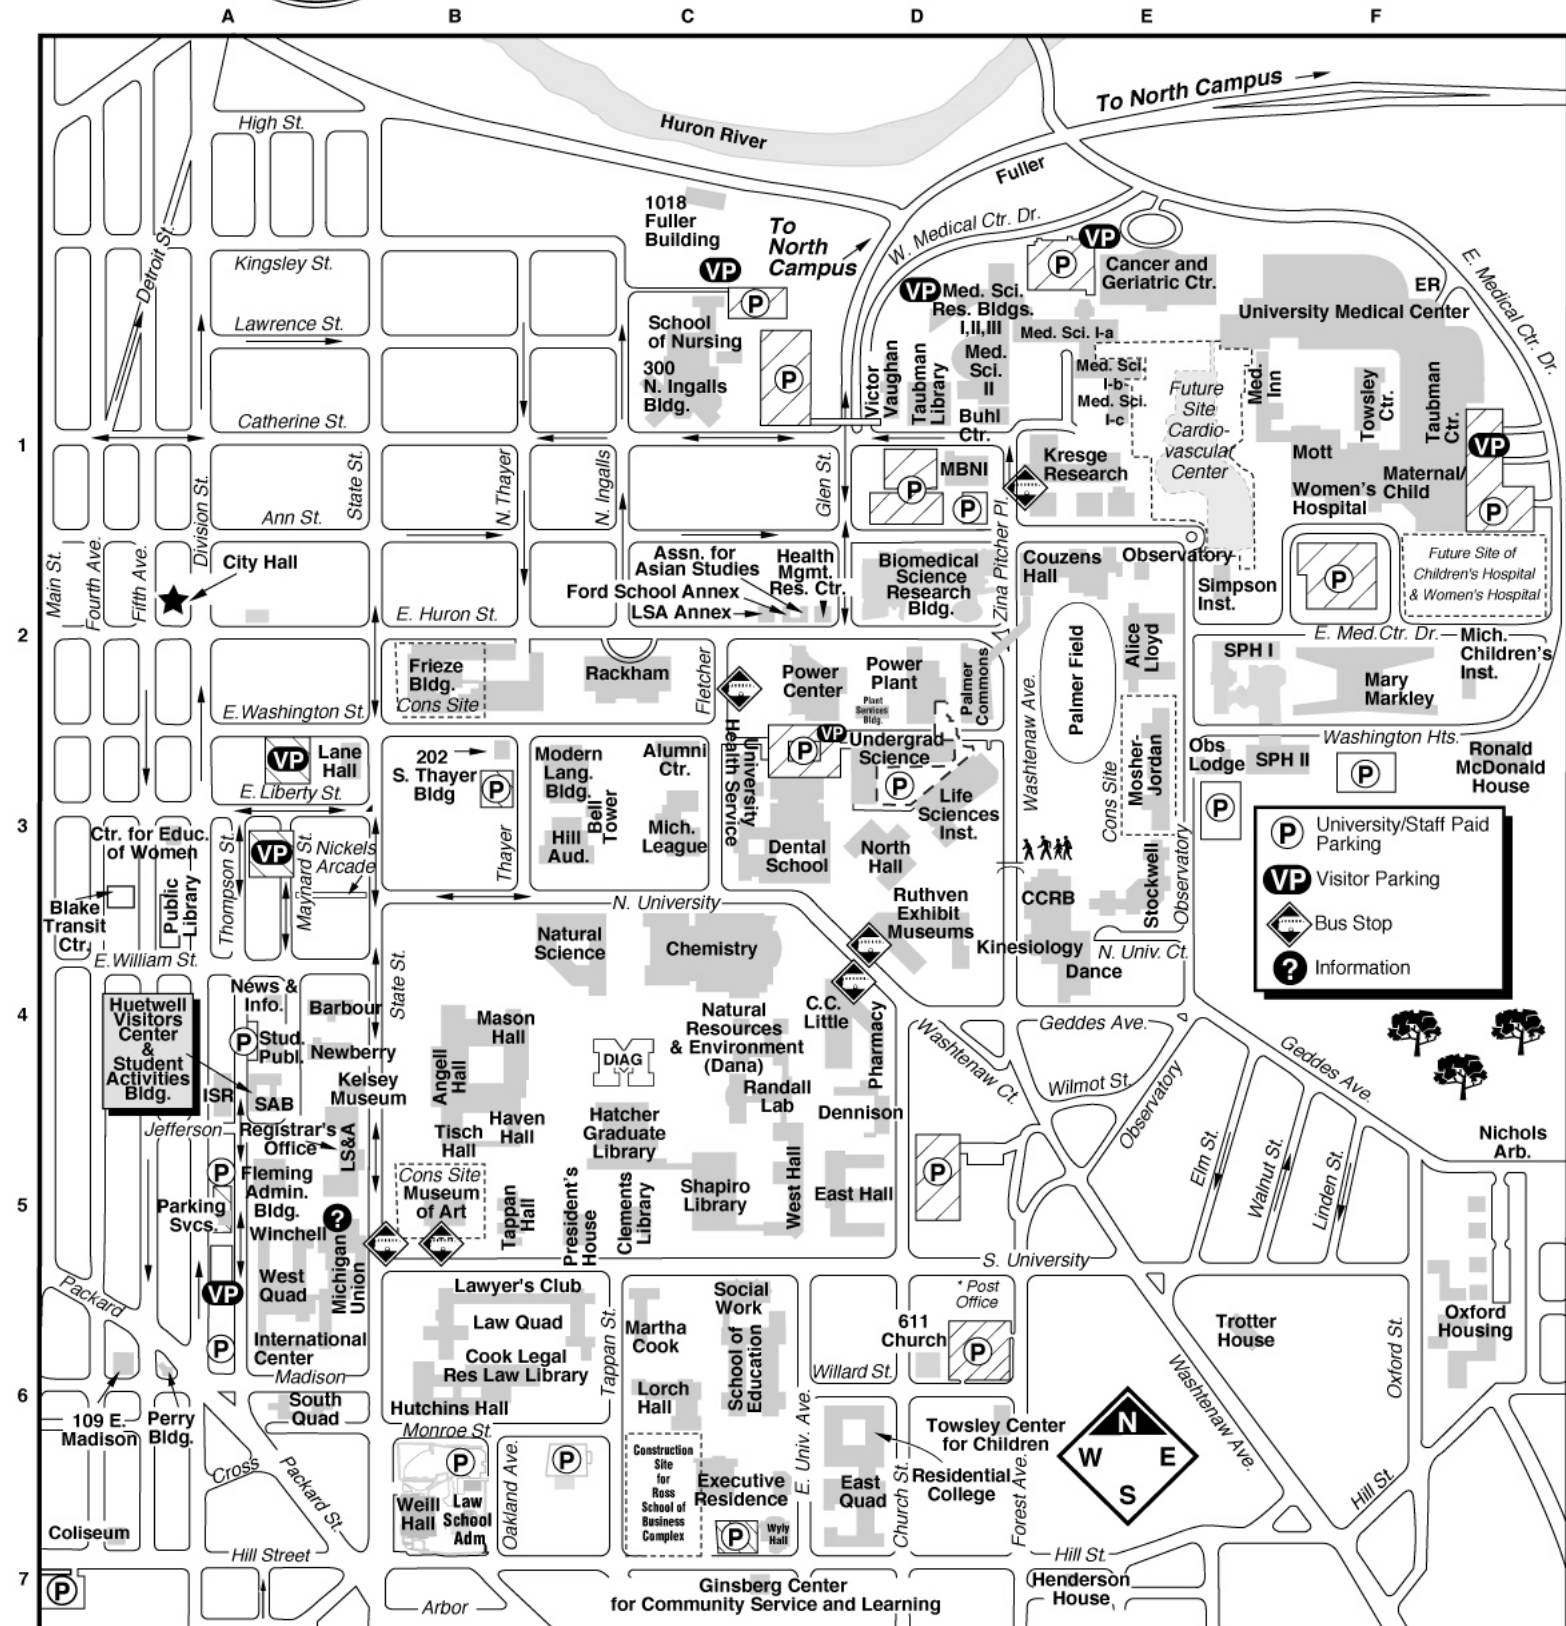 A B C D E F
High St.
Huron River
To North Campus
Fuller
1018
Fuller
Building
To
North
Campus
W. Medical Ctr. Dr.
E. Medical Ctr. Dr.
Detroit St.
Kingsley St.
VP
P
VP
P
Cancer and
Geriatric Ctr.
ER
University Medical Center
VP
Med. Sci.
Res. Bldgs.
I,II,III
Med. Sci. I-a
Lawrence St.
School
of Nursing
300
N. Ingalls
Bldg.
P
Victor
Vaughan
Taubman
Library
Med.
Sci.
II
Buhl
Ctr.
Med. Sci.
I-b
Med. Sci.
I-c
Future
Site
Cardio-
vascular
Center
Med.
Inn
Towsley
Ctr.
Taubman
Ctr.
Catherine St.
1
Main St.
Fourth Ave.
Fifth Ave.
Division St.
State St.
N. Thayer
N. Ingalls
Glen St.
Zina Pitcher Pl.
P
MBNI
P
Kresge
Research
Mott
Women's
Hospital
Maternal/
Child
VP
P
Ann St.
City Hall
Assn. for
Asian Studies
Ford School Annex
LSA Annex
Health
Mgmt.
Res. Ctr.
Biomedical
Science
Research
Bldg.
Couzens
Hall
Observatory
Simpson
Inst.
P
Future Site of
Children's Hospital
& Women's Hospital
E. Huron St.
2
E. Med.Ctr. Dr.
Mich.
Children's
Inst.
Frieze
Bldg.
Cons Site
Rackham
Fletcher
Power
Center
Power
Plant
Plant
Services
Bldg.
Palmer
Commons
Washtenaw Ave.
Palmer Field
Alice
Lloyd
SPH I
Mary
Markley
E.Washington St.
Washington Hts.
VP
Lane
Hall
202
S. Thayer
Bldg
P
Modern
Lang.
Bldg.
Bell
Tower
Hill
Aud.
Alumni
Ctr.
Mich.
League
University
Health Service
P
VP
Undergrad
Science
P
Life
Sciences
Inst.
Cons Site
Mosher-
Jordan
Obs
Lodge
SPH II
P
P
Ronald
McDonald
House
E. Liberty St.
3
Ctr. for Educ.
of Women
Thompson St.
VP
Maynard St.
Nickels
Arcade
Thayer
Dental
School
North
Hall
Stockwell
Observatory
P University/Staff Paid
Parking
VP Visitor Parking
Bus Stop
? Information
Blake
Transit
Ctr.
Public
Library
N. University
Ruthven
Exhibit
Museums
CCRB
Kinesiology
Dance
N. Univ. Ct.
E.William St.
State St.
Natural
Science
Chemistry
4
Huetwell
Visitors
Center
&
Student
Activities
Bldg.
News &
Info.
P
Stud.
Publ.
Barbour
Newberry
Kelsey
Museum
ISR
SAB
Angell
Hall
Mason
Hall
DIAG
Natural
Resources
& Environment
(Dana)
C.C.
Little
Pharmacy
Randall
Lab
Dennison
Washtenaw Ct.
Geddes Ave.
Wilmot St.
Observatory
Geddes Ave.
Jefferson
Registrar's
Office
LS&A
Tisch
Hall
Haven
Hall
Hatcher
Graduate
Library
Elm St.
Walnut St.
Linden St.
Nichols
Arb.
5
P
Fleming
Admin.
Bldg.
Parking
Svcs.
Winchell
?
Cons Site
Museum
of Art
Tappan
Hall
President's
House
Clements
Library
Shapiro
Library
West Hall
East Hall
P
S. University
Packard
VP
West
Quad
Michigan
Union
P
International
Center
Madison
Lawyer's Club
Law Quad
Cook Legal
Res Law Library
Hutchins Hall
Tappan St.
Martha
Cook
Social
Work
School of
Education
Lorch
Hall
611
Church
* Post
Office
P
Willard St.
Trotter
House
Washtenaw Ave.
Oxford St.
Oxford
Housing
6
109 E.
Madison
Perry
Bldg.
South
Quad
Cross
Packard St.
Monroe St.
P
Weill
Hall
Law
School
Adm
Oakland Ave.
P
Construction
Site
for
Ross
School of
Business
Complex
Executive
Residence
P
Wyly
Hall
E. Univ. Ave.
East
Quad
Church St.
Towsley Center
for Children
Residential
College
Forest Ave.
N
W E
S
Hill St.
Coliseum
Hill Street
Hill St.
7
P
Arbor
Ginsberg Center
for Community Service and Learning
Henderson
House